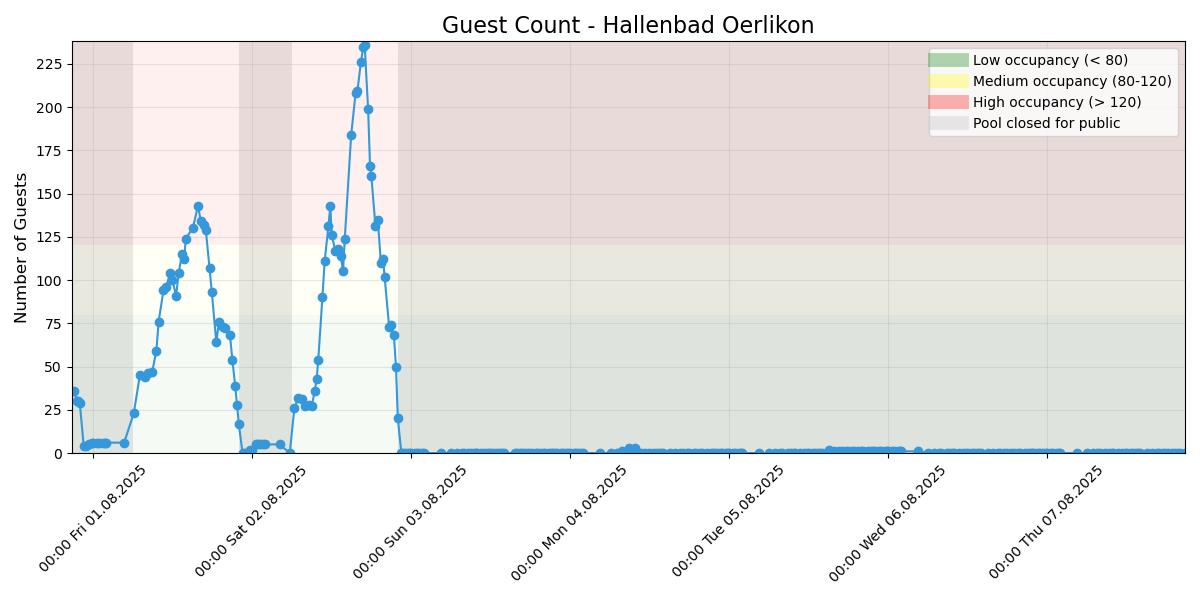 Guest Count - Hallenbad Oerlikon
Number of Guests
225
200
175
150
125
100
75
50
25
0
Low occupancy (< 80)
Medium occupancy (80-120)
High occupancy (> 120)
Pool closed for public
00:00 Fri 01.08.2025
00:00 Sat 02.08.2025
00:00 Sun 03.08.2025
00:00 Mon 04.08.2025
00:00 Tue 05.08.2025
00:00 Wed 06.08.2025
00:00 Thu 07.08.2025